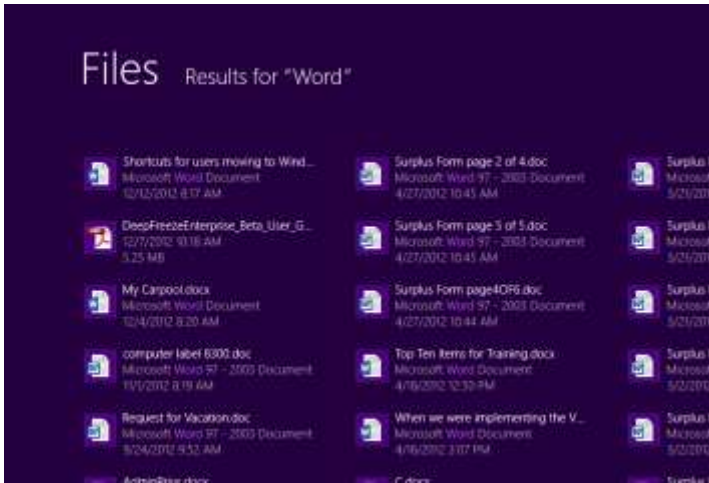 Files Results for "Word"
Shortcuts for users moving to Wind...
Microsoft Word Document
12/12/2012 8:17 AM
DeepFreezeEnterprise_Beta_User_G...
12/7/2012 10:18 AM
5.25 MB
My Carpool.docx
Microsoft Word Document
12/4/2012 8:20 AM
computer label 6300.doc
Microsoft Word 97 - 2003 Document
11/1/2012 8:19 AM
Request for Vacation.doc
Microsoft Word 97 - 2003 Document
8/24/2012 9:52 AM
Surplus Form page 2 of 4.doc
Microsoft Word 97 - 2003 Document
4/27/2012 10:45 AM
Surplus Form page 5 of 5.doc
Microsoft Word 97 - 2003 Document
4/27/2012 10:45 AM
Surplus Form page4OF6.doc
Microsoft Word 97 - 2003 Document
4/27/2012 10:44 AM
Top Ten Items for Training.docx
Microsoft Word Document
4/18/2012 12:30 PM
When we were implementing the V...
Microsoft Word Document
4/16/2012 3:07 PM
C.docx
Surplus
Surplus
Surplus
Surplus
Surplus
Surplus